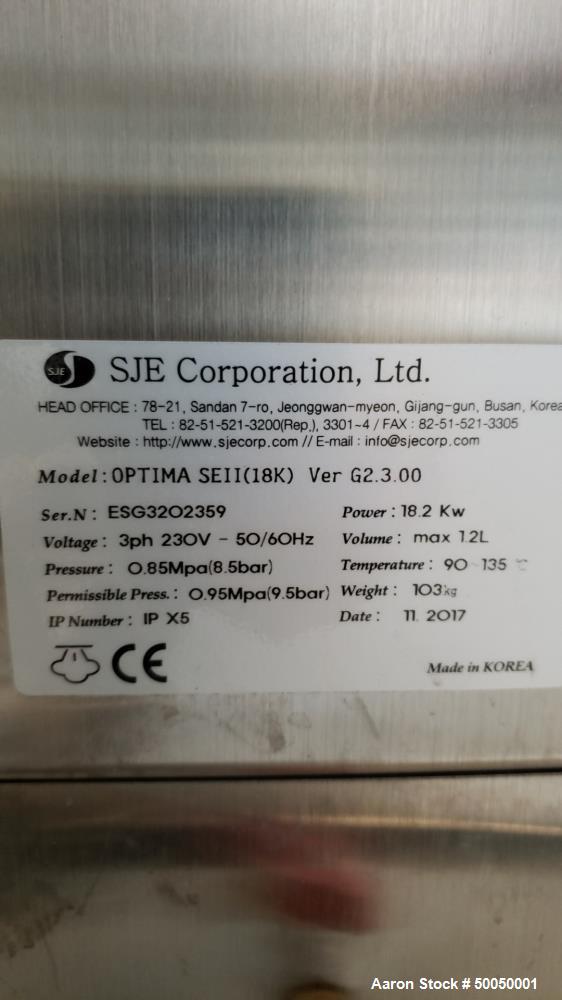 SJE SJE Corporation, Ltd.
HEAD OFFICE : 78-21, Sandan 7-ro, Jeonggwan-myeon, Gijang-gun, Busan, Korea
TEL : 82-51-521-3200(Rep.), 3301~4 / FAX : 82-51-521-3305
Website : http://www.sjecorp.com // E-mail : info@sjecorp.com
Model : OPTIMA SEII(18K) Ver G2.3.00
Ser.N : ESG3202359 Power : 18.2 Kw
Voltage : 3ph 230V - 50/60Hz Volume : max 12L
Pressure : 0.85Mpa(8.5bar) Temperature : 90 135 ℃
Permissible Press. : 0.95Mpa(9.5bar) Weight : 103kg
IP Number : IP X5 Date : 11. 2017
CE Made in KOREA
Aaron Stock # 50050001